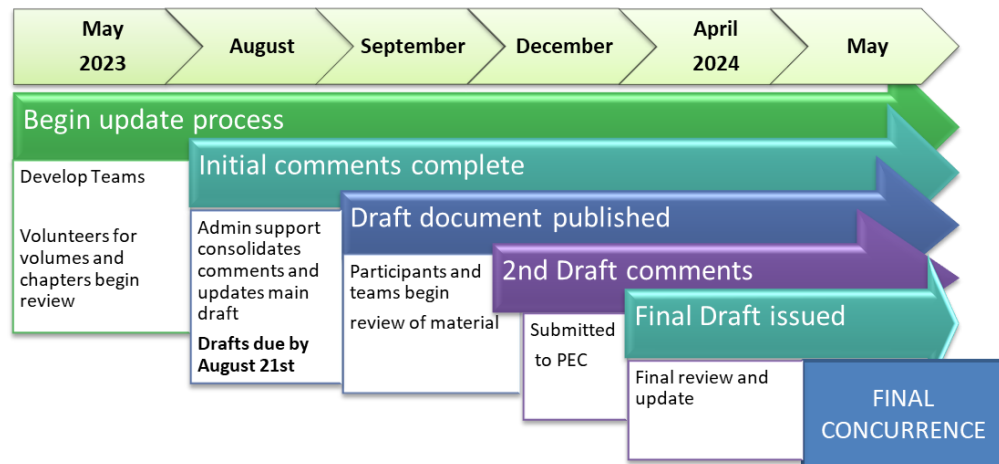 May
2023
August
September
December
April
2024
May
Begin update process
Develop Teams
Volunteers for
volumes and
chapters begin
review
Initial comments complete
Admin support
consolidates
comments and
updates main
draft
Drafts due by
August 21st
Draft document published
Participants and
teams begin
review of material
2nd Draft comments
Submitted
to PEC
Final Draft issued
Final review and
update
FINAL
CONCURRENCE